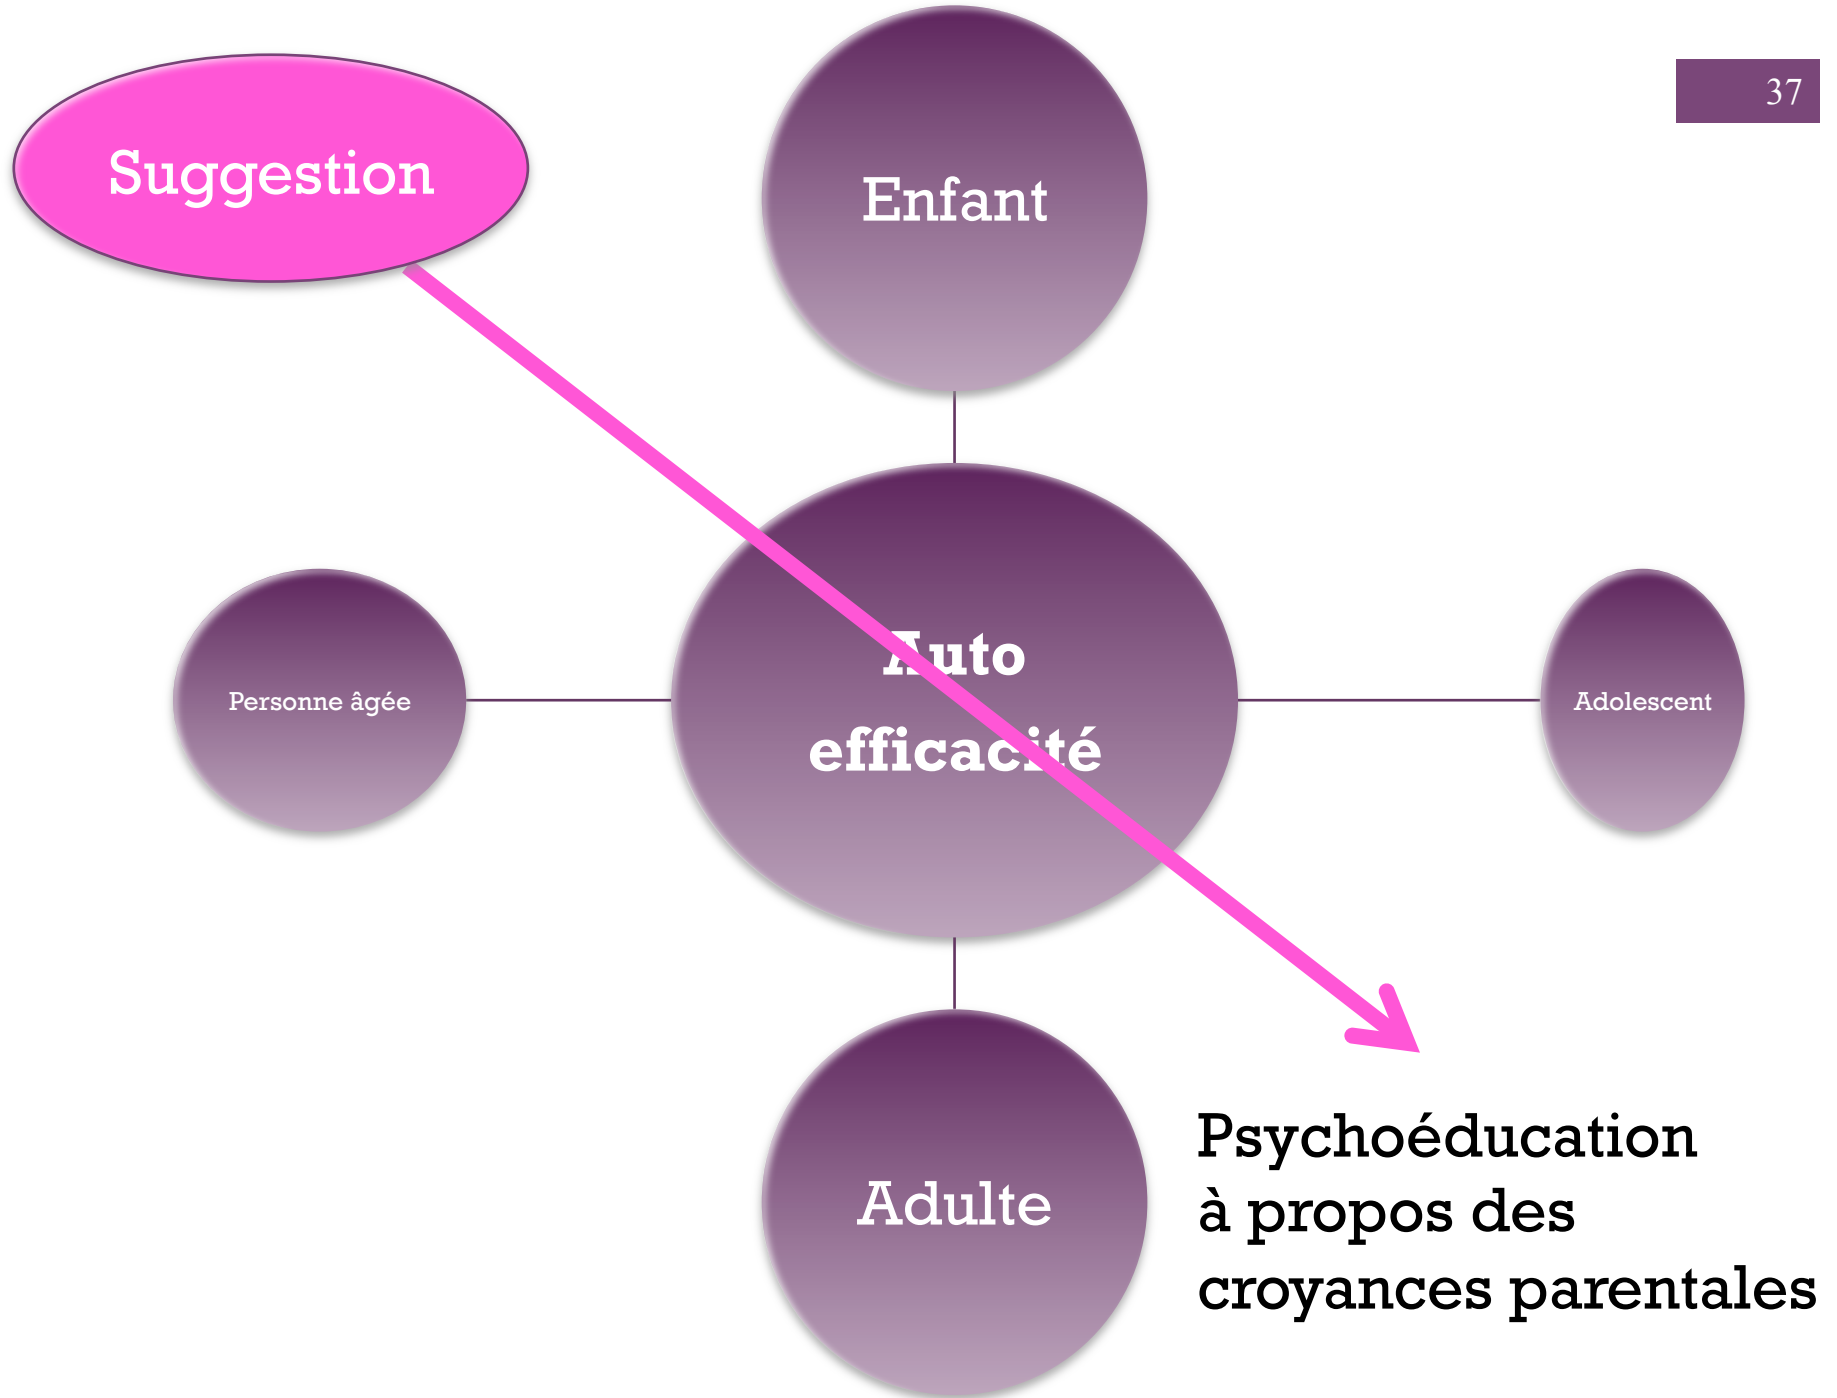 37
Suggestion
Enfant
Auto
efficacité
Personne âgée
Adolescent
Adulte
Psychoéducation
à propos des
croyances parentales